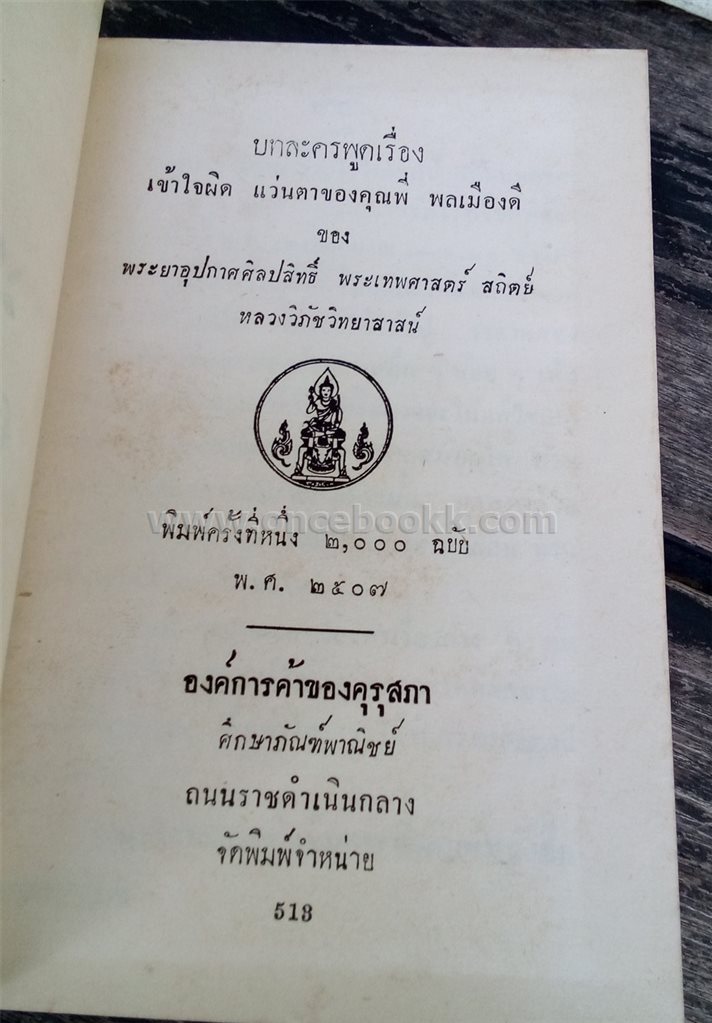 บทละครพูดเรื่อง
เข้าใจผิด แว่นตาของคุณพี่ พลเมืองดี
ของ
พระยาอุปกาศศิลปสิทธิ์ พระเทพศาสตร์ สถิตย์
หลวงวิภัชวิทยาสาสน์
www.oncebookk.com
พิมพ์ครั้งที่หนึ่ง ๒,๐๐๐ ฉบับ
พ.ศ. ๒๕๐๗
องค์การค้าของคุรุสภา
ศึกษาภัณฑ์พาณิชย์
ถนนราชดำเนินกลาง
จัดพิมพ์จำหน่าย
513